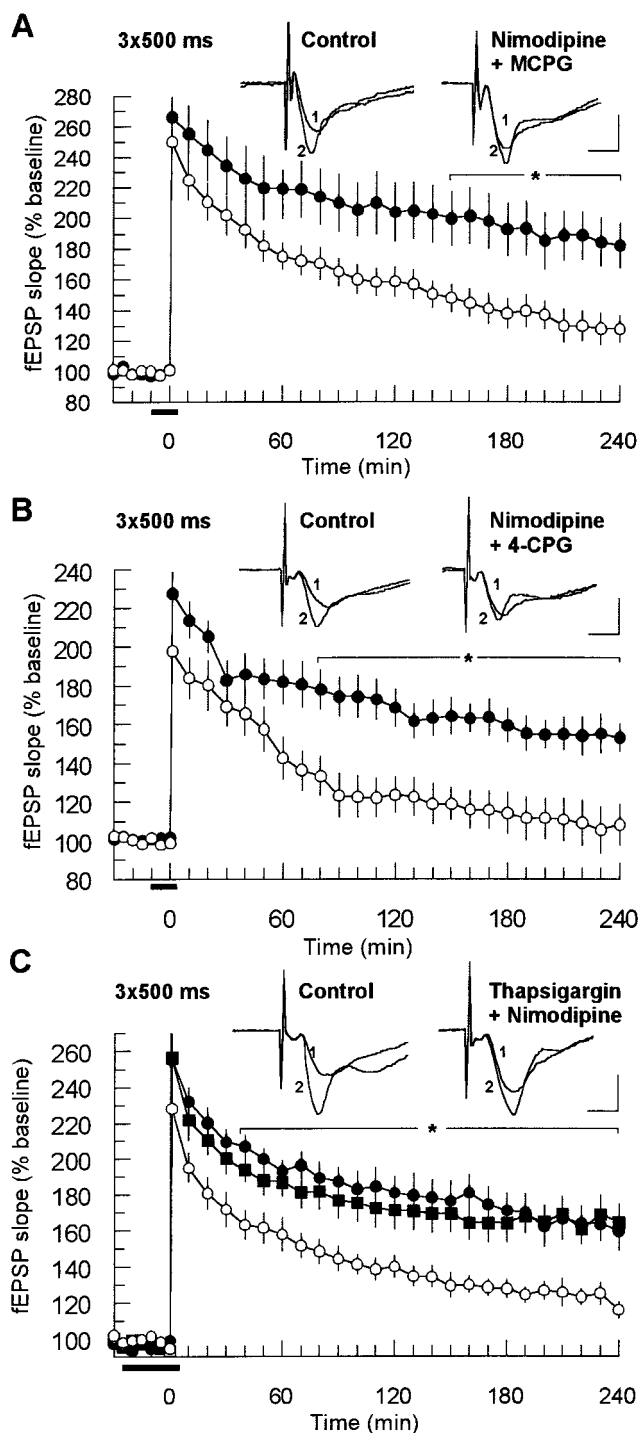 A
3x500 ms
Control
Nimodipine
+ MCPG
1
2
1
2
*
fEPSP slope (% baseline)
280
260
240
220
200
180
160
140
120
100
80
0
60
120
180
240
Time (min)
B
3x500 ms
Control
Nimodipine
+ 4-CPG
1
2
1
2
*
fEPSP slope (% baseline)
240
220
200
180
160
140
120
100
80
0
60
120
180
240
Time (min)
C
3x500 ms
Control
Thapsigargin
+ Nimodipine
1
2
1
2
*
fEPSP slope (% baseline)
260
240
220
200
180
160
140
120
100
0
60
120
180
240
Time (min)